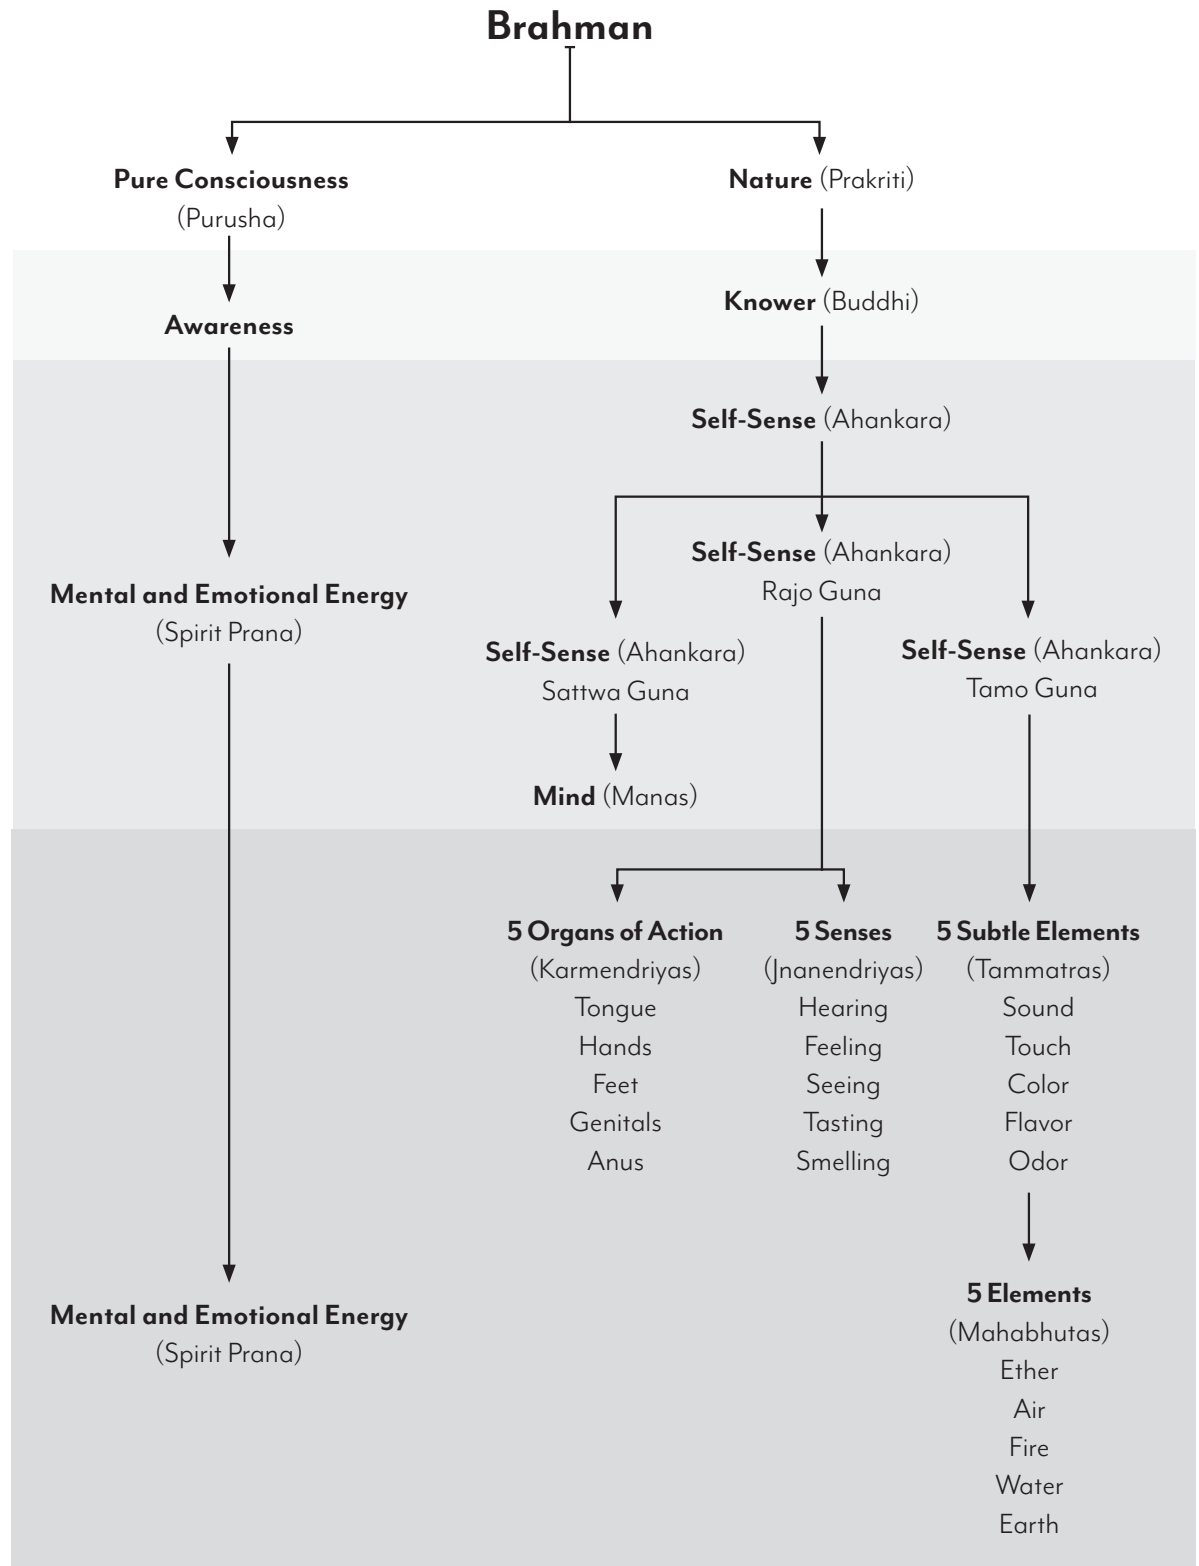 Brahman
Pure Consciousness
(Purusha)
Nature (Prakriti)
Awareness
Knower (Buddhi)
Self-Sense (Ahankara)
Mental and Emotional Energy
(Spirit Prana)
Self-Sense (Ahankara)
Rajo Guna
Self-Sense (Ahankara)
Sattwa Guna
Self-Sense (Ahankara)
Tamo Guna
Mind (Manas)
5 Organs of Action
(Karmendriyas)
Tongue
Hands
Feet
Genitals
Anus
5 Senses
(Jnanendriyas)
Hearing
Feeling
Seeing
Tasting
Smelling
5 Subtle Elements
(Tammatras)
Sound
Touch
Color
Flavor
Odor
Mental and Emotional Energy
(Spirit Prana)
5 Elements
(Mahabhutas)
Ether
Air
Fire
Water
Earth